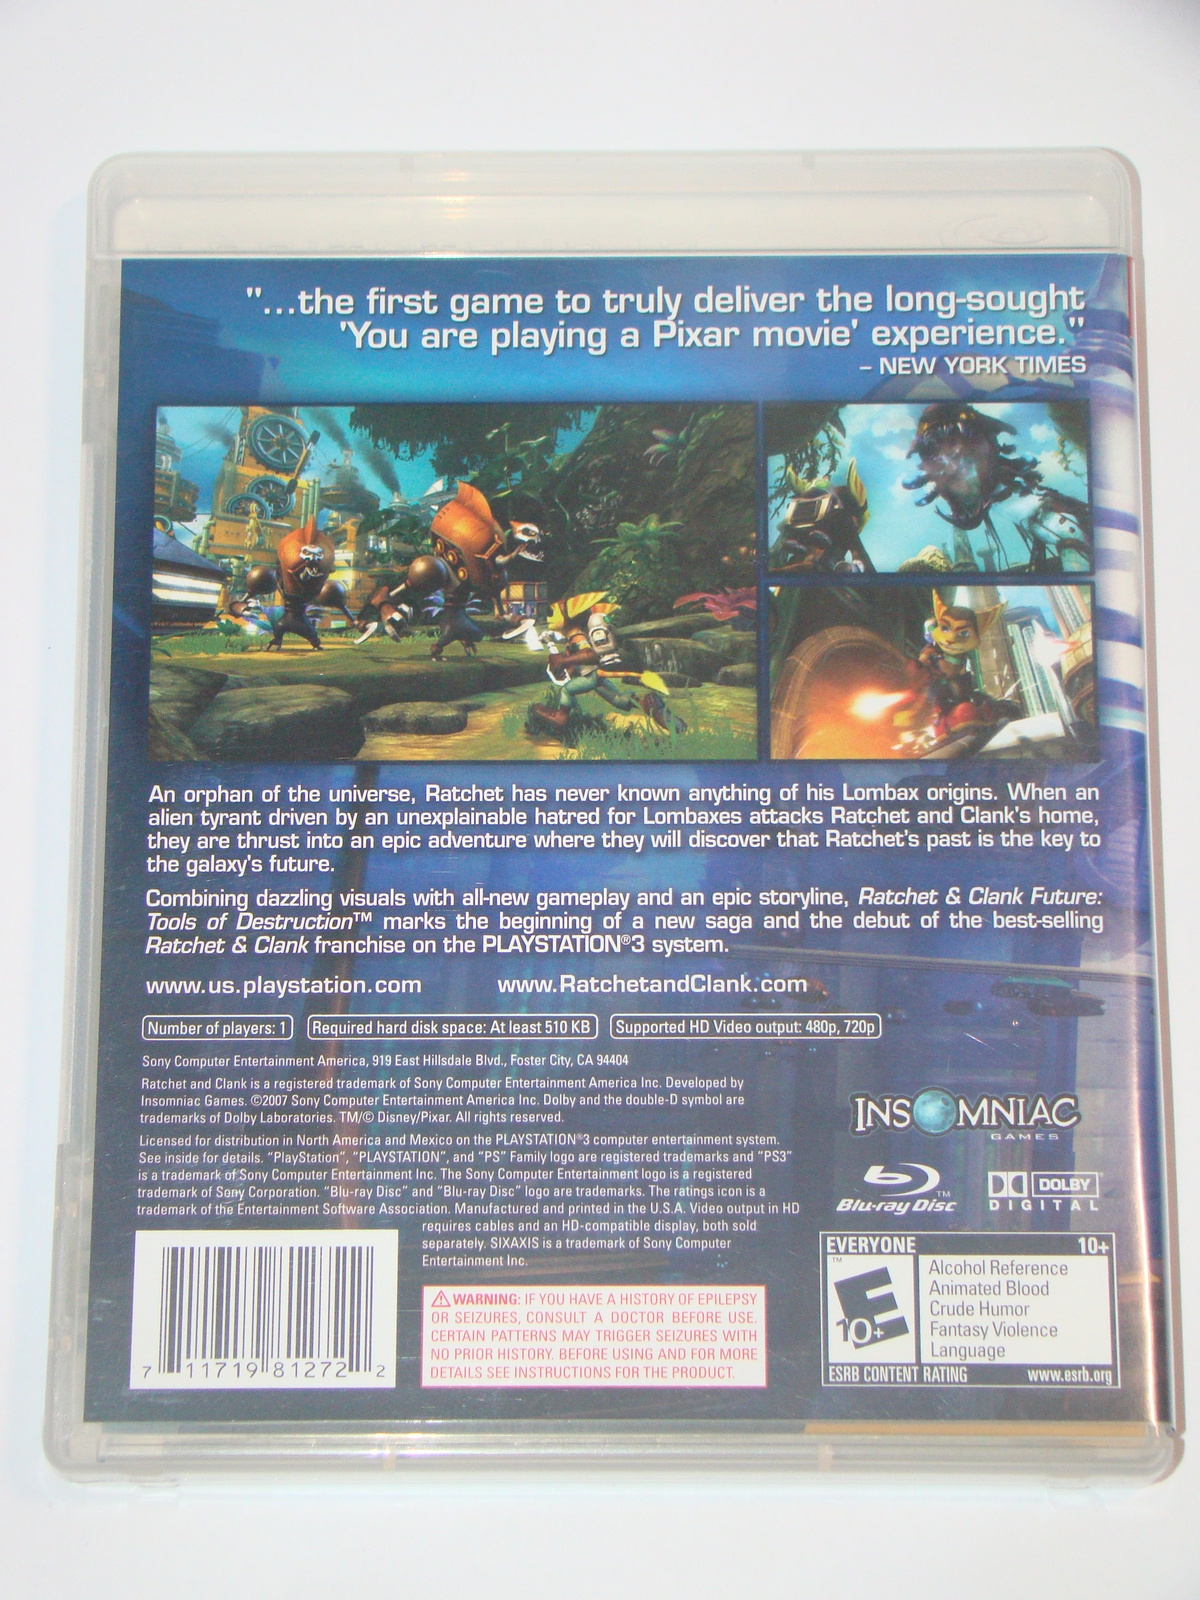 "...the first game to truly deliver the long-sought
'You are playing a Pixar movie' experience."
– NEW YORK TIMES
An orphan of the universe, Ratchet has never known anything of his Lombax origins. When an
alien tyrant driven by an unexplainable hatred for Lombaxes attacks Ratchet and Clank's home,
they are thrust into an epic adventure where they will discover that Ratchet's past is the key to
the galaxy's future.
Combining dazzling visuals with all-new gameplay and an epic storyline, Ratchet & Clank Future:
Tools of Destruction™ marks the beginning of a new saga and the debut of the best-selling
Ratchet & Clank franchise on the PLAYSTATION®3 system.
www.us.playstation.com www.RatchetandClank.com
Number of players: 1 Required hard disk space: At least 510 KB Supported HD Video output: 480p, 720p
Sony Computer Entertainment America, 919 East Hillsdale Blvd., Foster City, CA 94404
Ratchet and Clank is a registered trademark of Sony Computer Entertainment America Inc. Developed by
Insomniac Games. ©2007 Sony Computer Entertainment America Inc. Dolby and the double-D symbol are
trademarks of Dolby Laboratories. TM/© Disney/Pixar. All rights reserved.
Licensed for distribution in North America and Mexico on the PLAYSTATION®3 computer entertainment system.
See inside for details. "PlayStation", "PLAYSTATION", and "PS" Family logo are registered trademarks and "PS3"
is a trademark of Sony Computer Entertainment Inc. The Sony Computer Entertainment logo is a registered
trademark of Sony Corporation. "Blu-ray Disc" and "Blu-ray Disc" logo are trademarks. The ratings icon is a
trademark of the Entertainment Software Association. Manufactured and printed in the U.S.A. Video output in HD
requires cables and an HD-compatible display, both sold
separately. SIXAXIS is a trademark of Sony Computer
Entertainment Inc.
INSOMNIAC
GAMES
Blu-ray Disc™
DOLBY
DIGITAL
7 11719 81272 2
⚠ WARNING: IF YOU HAVE A HISTORY OF EPILEPSY
OR SEIZURES, CONSULT A DOCTOR BEFORE USE.
CERTAIN PATTERNS MAY TRIGGER SEIZURES WITH
NO PRIOR HISTORY. BEFORE USING AND FOR MORE
DETAILS SEE INSTRUCTIONS FOR THE PRODUCT.
EVERYONE 10+
™
E
10+
Alcohol Reference
Animated Blood
Crude Humor
Fantasy Violence
Language
ESRB CONTENT RATING www.esrb.org